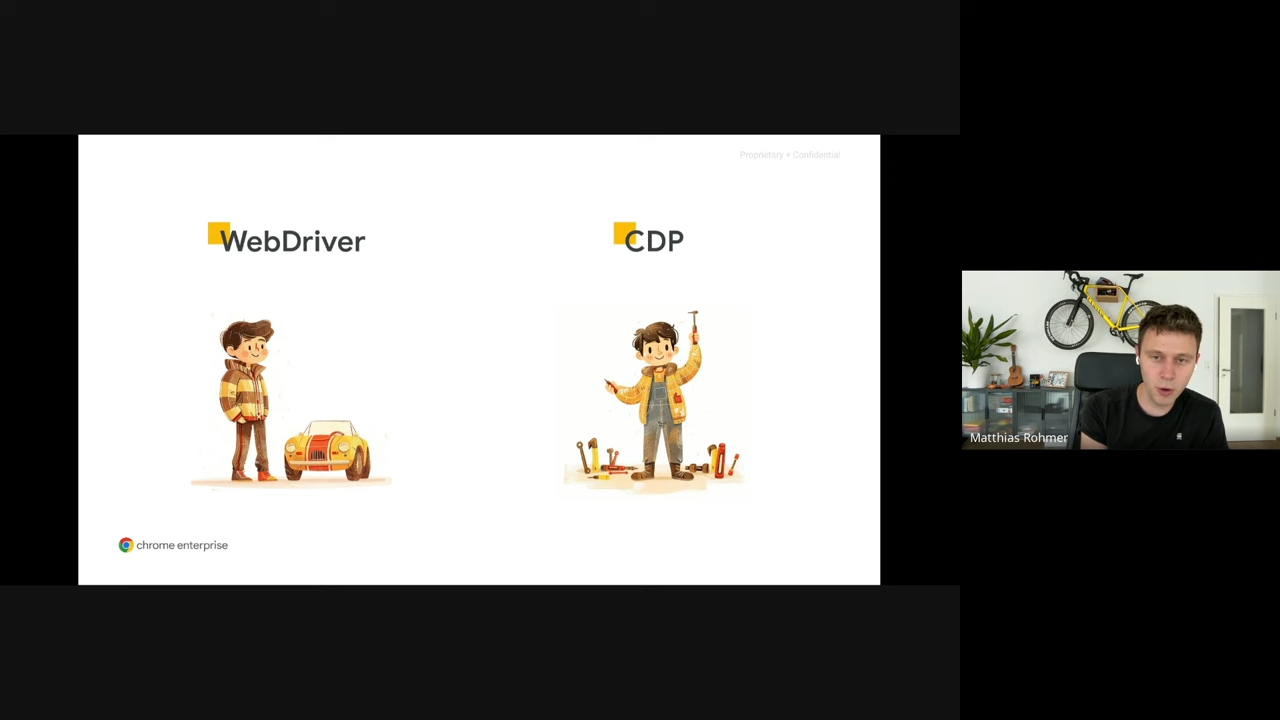 Proprietary + Confidential
WebDriver
CDP
chrome enterprise
Matthias Rohmer